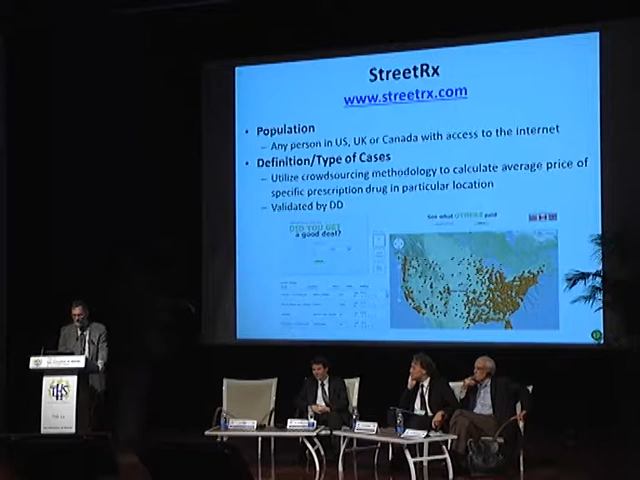 StreetRx
www.streetrx.com
• Population
– Any person in US, UK or Canada with access to the internet
• Definition/Type of Cases
– Utilize crowdsourcing methodology to calculate average price of
specific prescription drug in particular location
– Validated by DD
DID YOU GET
a good deal?
See what OTHERS paid